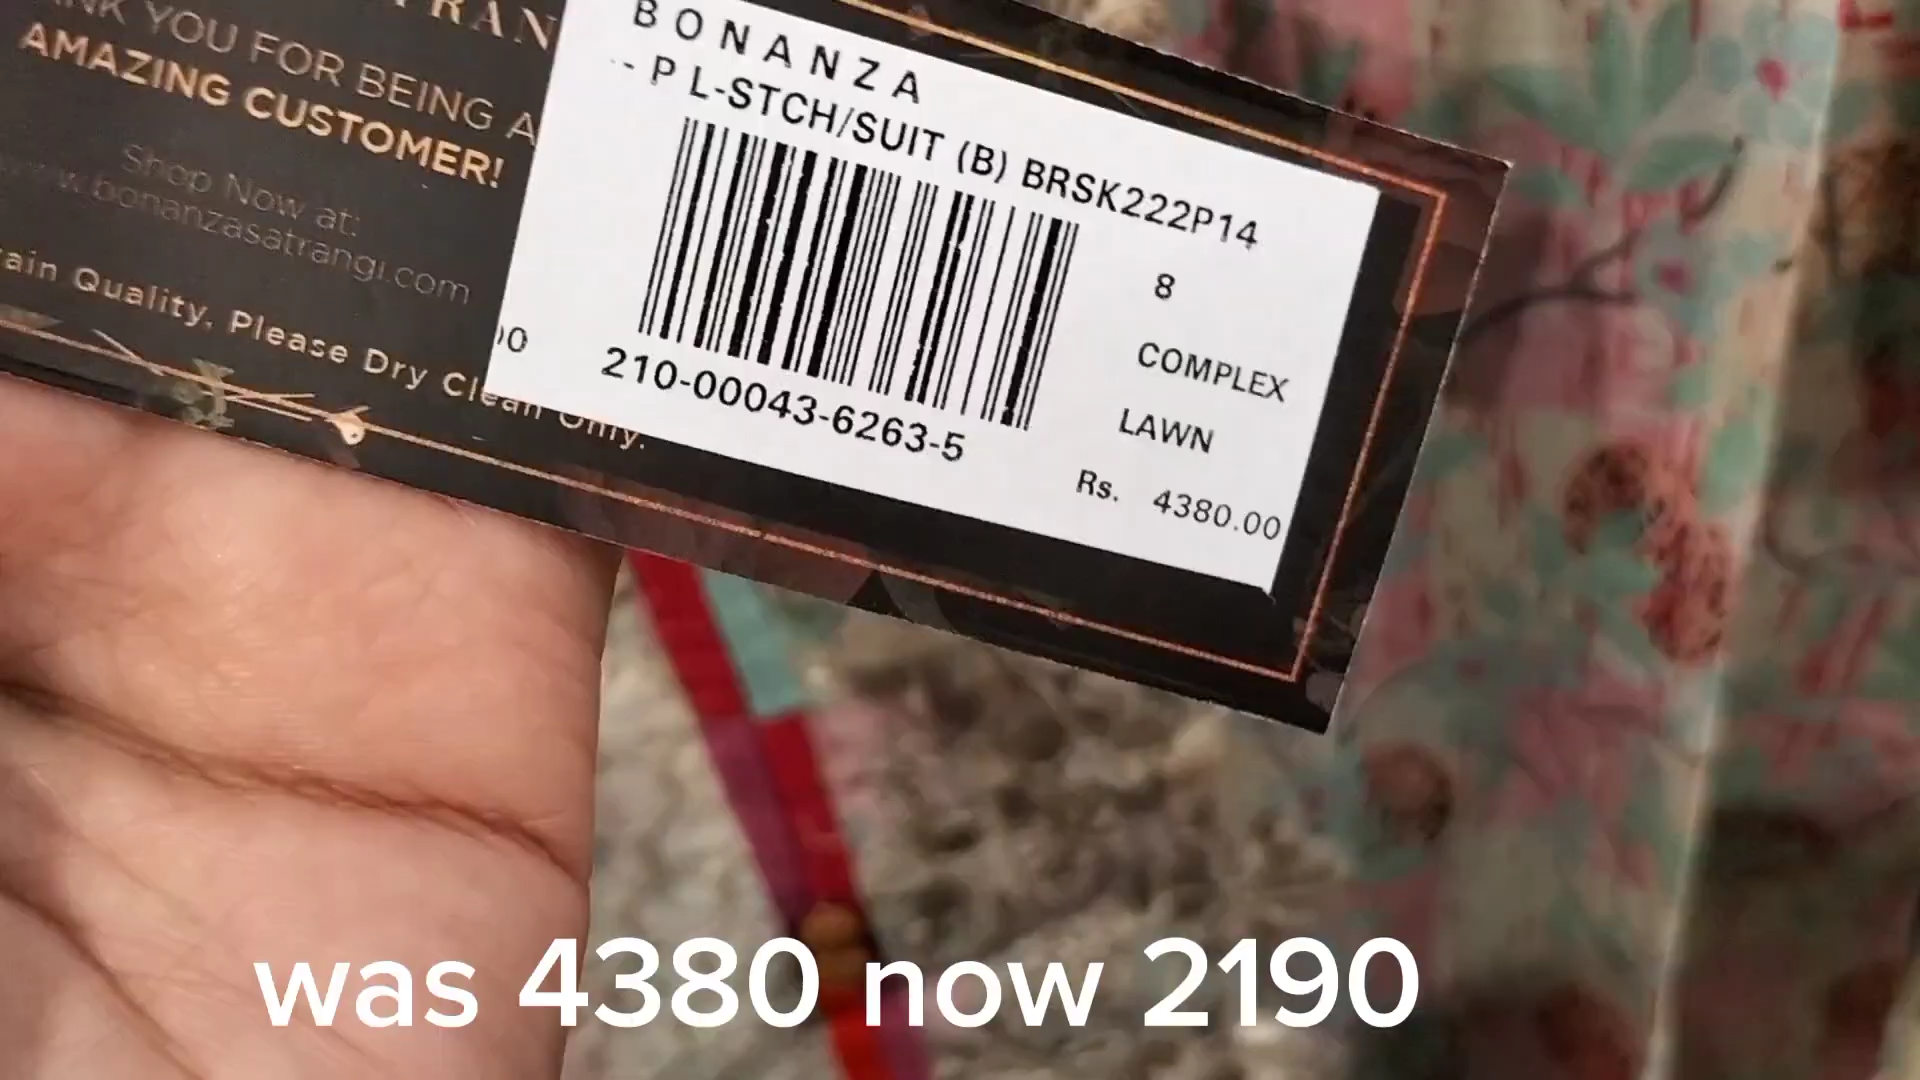 YOU FOR BEING A
AMAZING CUSTOMER!
Shop Now at:
www.bonanzasatrangi.com
Quality, Please Dry Clean Only.
BONANZA
P L-STCH/SUIT (B) BRSK222P14
8
COMPLEX
LAWN
210-00043-6263-5
Rs. 4380.00
was 4380 now 2190